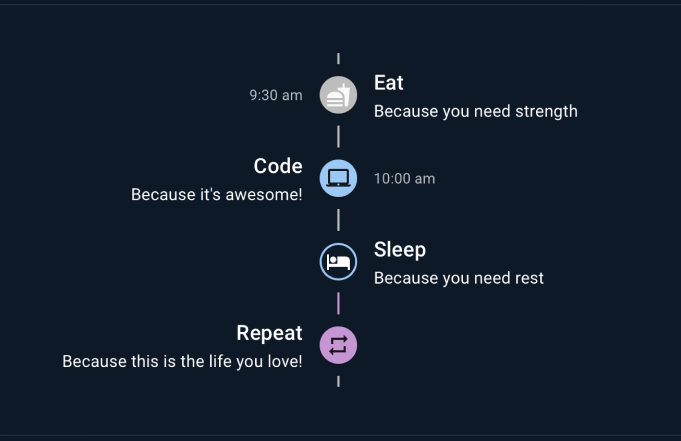 9:30 am
Eat
Because you need strength
Code
Because it's awesome!
10:00 am
Sleep
Because you need rest
Repeat
Because this is the life you love!